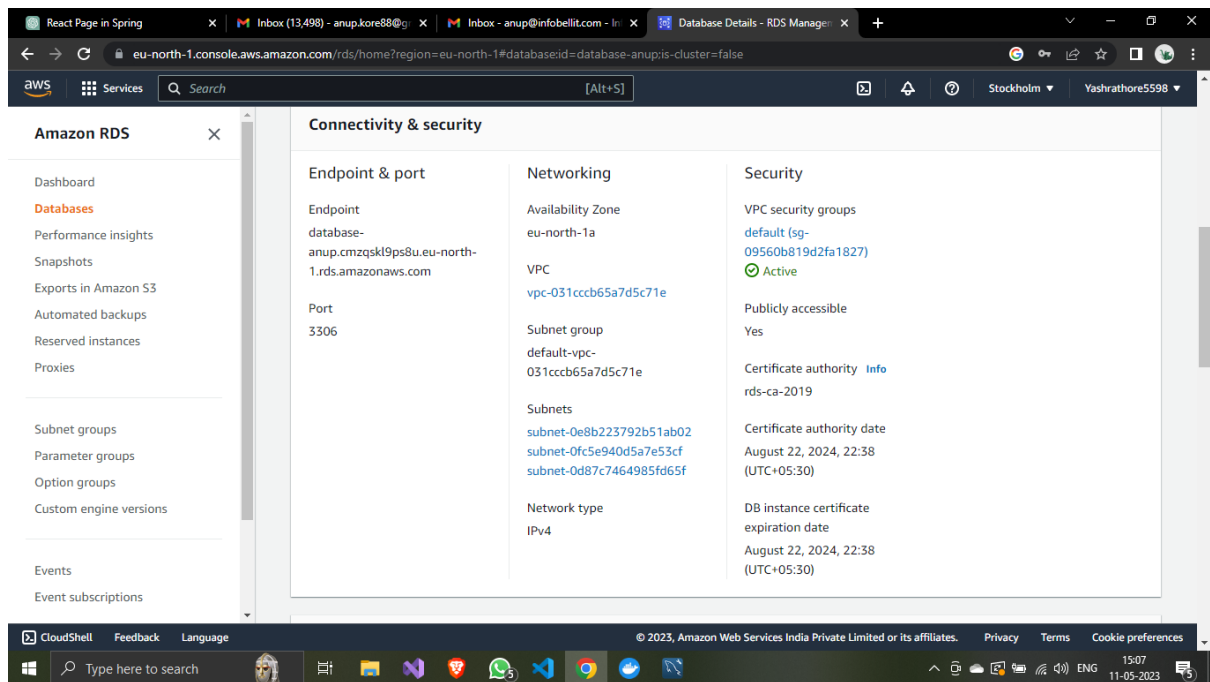 React Page in Spring
Inbox (13,498) - anup.kore88@g
Inbox - anup@infobellit.com - In
Database Details - RDS Manage
eu-north-1.console.aws.amazon.com/rds/home?region=eu-north-1#database:id=database-anup;is-cluster=false
aws
Services
Search
[Alt+S]
Stockholm ▼
Yashrathore5598 ▼
Amazon RDS
Dashboard
Databases
Performance insights
Snapshots
Exports in Amazon S3
Automated backups
Reserved instances
Proxies
Subnet groups
Parameter groups
Option groups
Custom engine versions
Events
Event subscriptions
Connectivity & security
Endpoint & port
Endpoint
database-
anup.cmzqskl9ps8u.eu-north-
1.rds.amazonaws.com
Port
3306
Networking
Availability Zone
eu-north-1a
VPC
vpc-031cccb65a7d5c71e
Subnet group
default-vpc-
031cccb65a7d5c71e
Subnets
subnet-0e8b223792b51ab02
subnet-0fc5e940d5a7e53cf
subnet-0d87c7464985fd65f
Network type
IPv4
Security
VPC security groups
default (sg-
09560b819d2fa1827)
Active
Publicly accessible
Yes
Certificate authority Info
rds-ca-2019
Certificate authority date
August 22, 2024, 22:38
(UTC+05:30)
DB instance certificate
expiration date
August 22, 2024, 22:38
(UTC+05:30)
CloudShell
Feedback
Language
© 2023, Amazon Web Services India Private Limited or its affiliates.
Privacy
Terms
Cookie preferences
Type here to search
5
ENG
15:07
11-05-2023
5